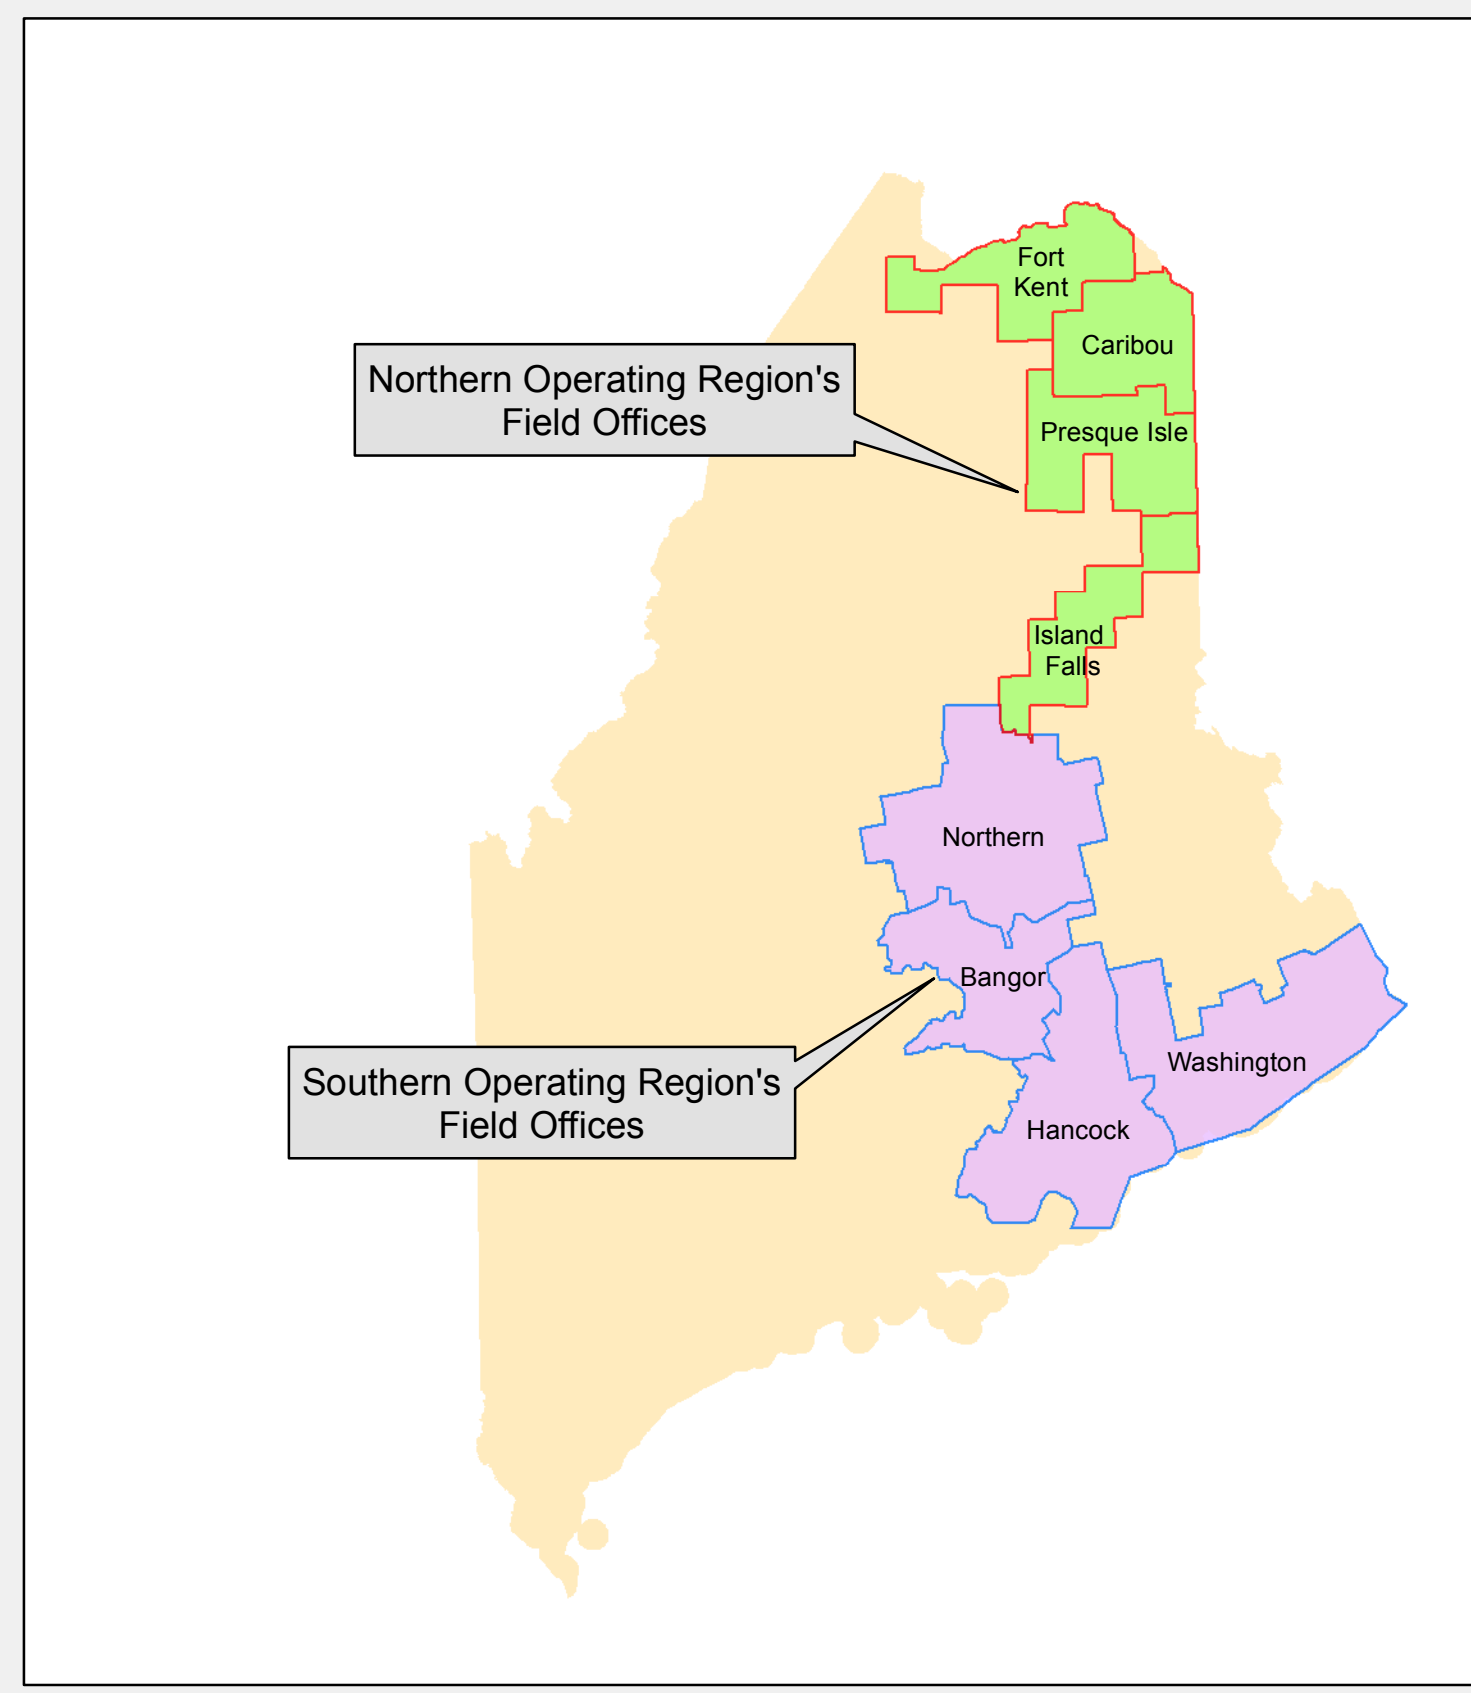 Fort
Kent
Caribou
Northern Operating Region's
Field Offices
Presque Isle
Island
Falls
Northern
Bangor
Washington
Southern Operating Region's
Field Offices
Hancock